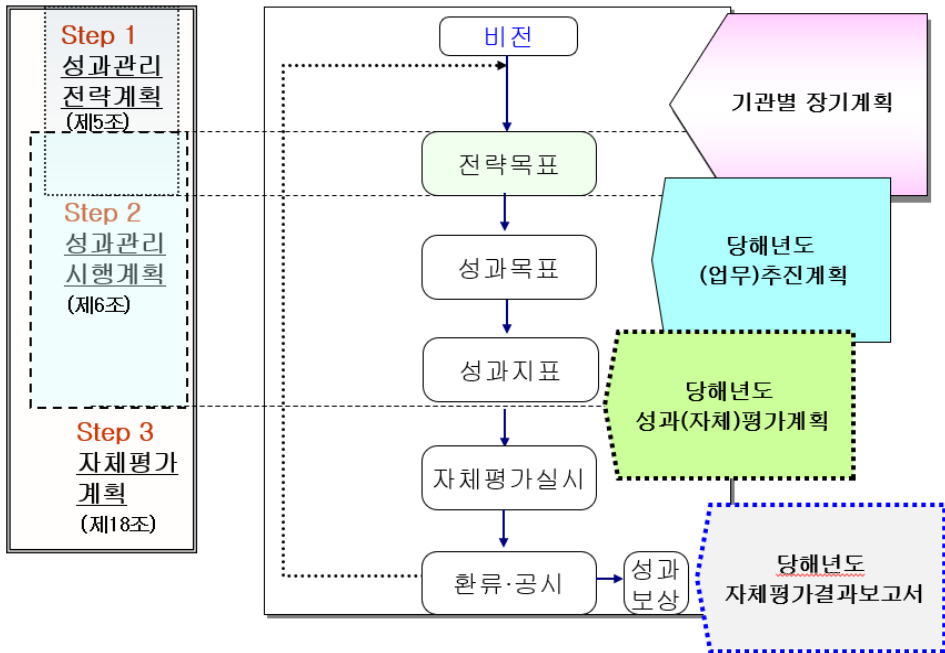 Step 1
성과관리
전략계획
(제5조)
Step 2
성과관리
시행계획
(제6조)
Step 3
자체평가
계획
(제18조)
비전
전략목표
성과목표
성과지표
자체평가실시
환류·공시
성과
보상
기관별 장기계획
당해년도
(업무)추진계획
당해년도
성과(자체)평가계획
당해년도
자체평가결과보고서